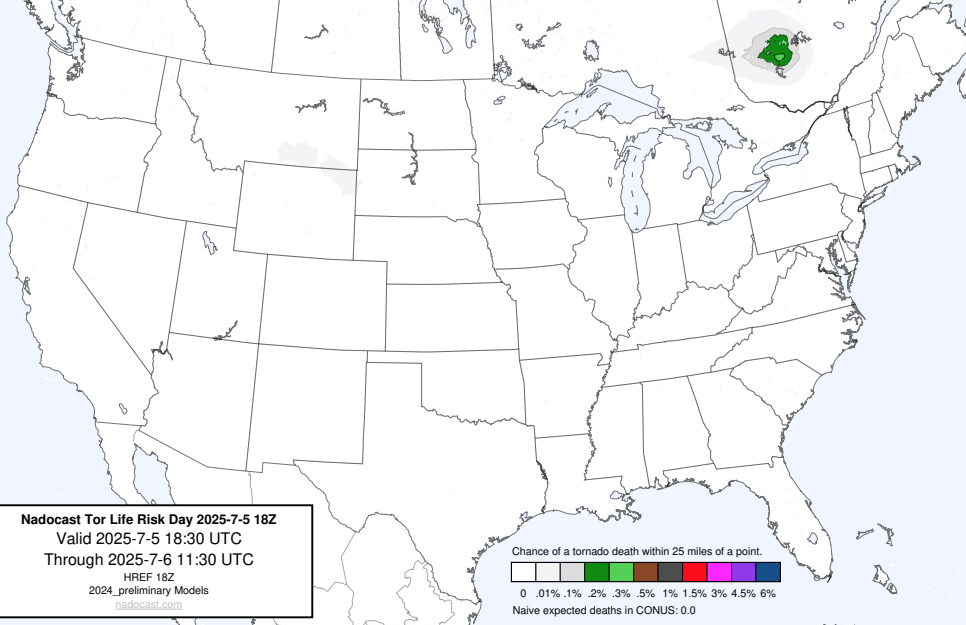 Nadocast Tor Life Risk Day 2025-7-5 18Z
Valid 2025-7-5 18:30 UTC
Through 2025-7-6 11:30 UTC
HREF 18Z
2024_preliminary Models
nadocast.com
Chance of a tornado death within 25 miles of a point.
0 .01% .1% .2% .3% .5% 1% 1.5% 3% 4.5% 6%
Naive expected deaths in CONUS: 0.0